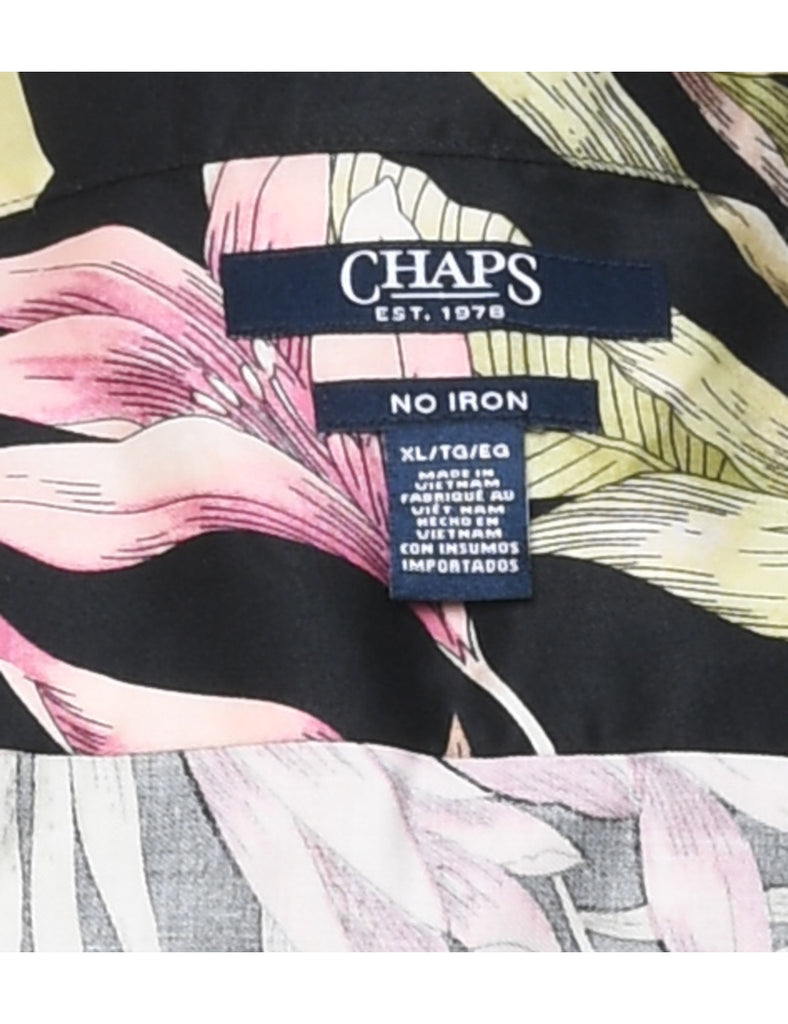 CHAPS
EST. 1978
NO IRON
XL/TG/EG
MADE IN
VIETNAM
FABRIQUÉ AU
VIÊT NAM
HECHO EN
VIETNAM
CON INSUMOS
IMPORTADOS